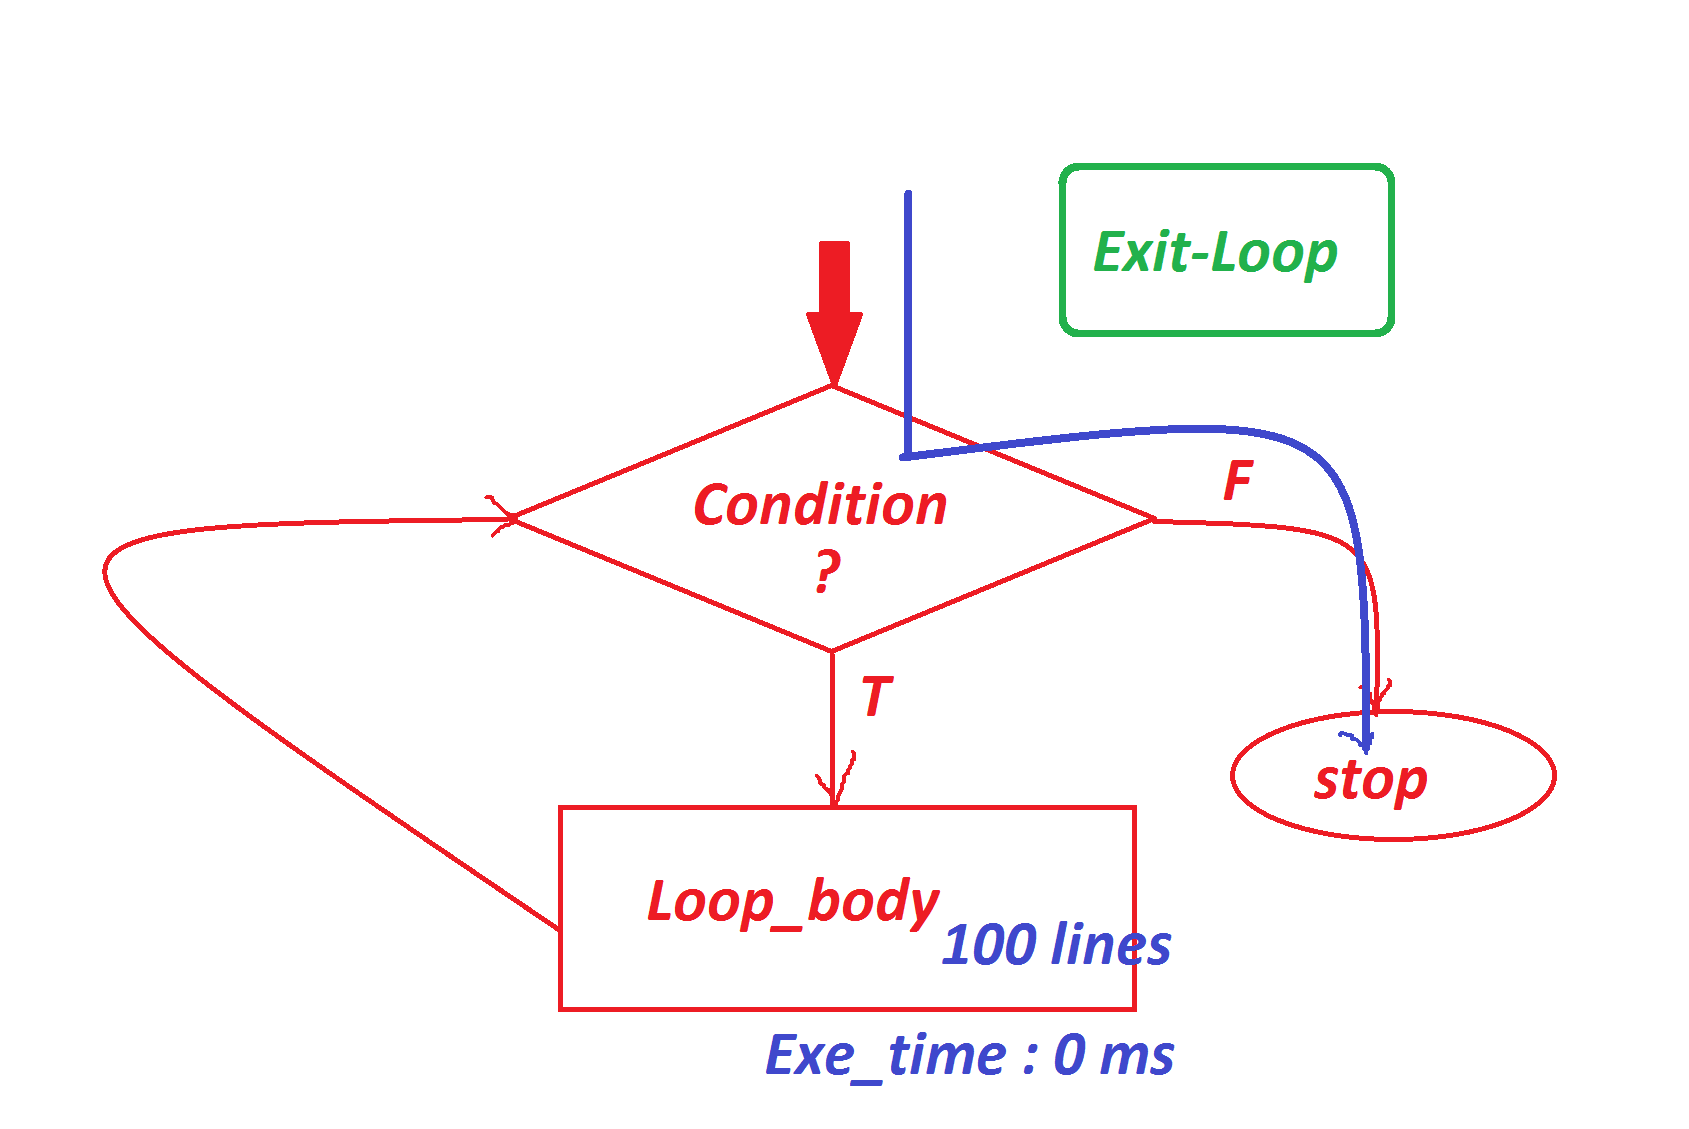 Exit-Loop
F
Condition
?
T
stop
Loop_body
100 lines
Exe_time : 0 ms